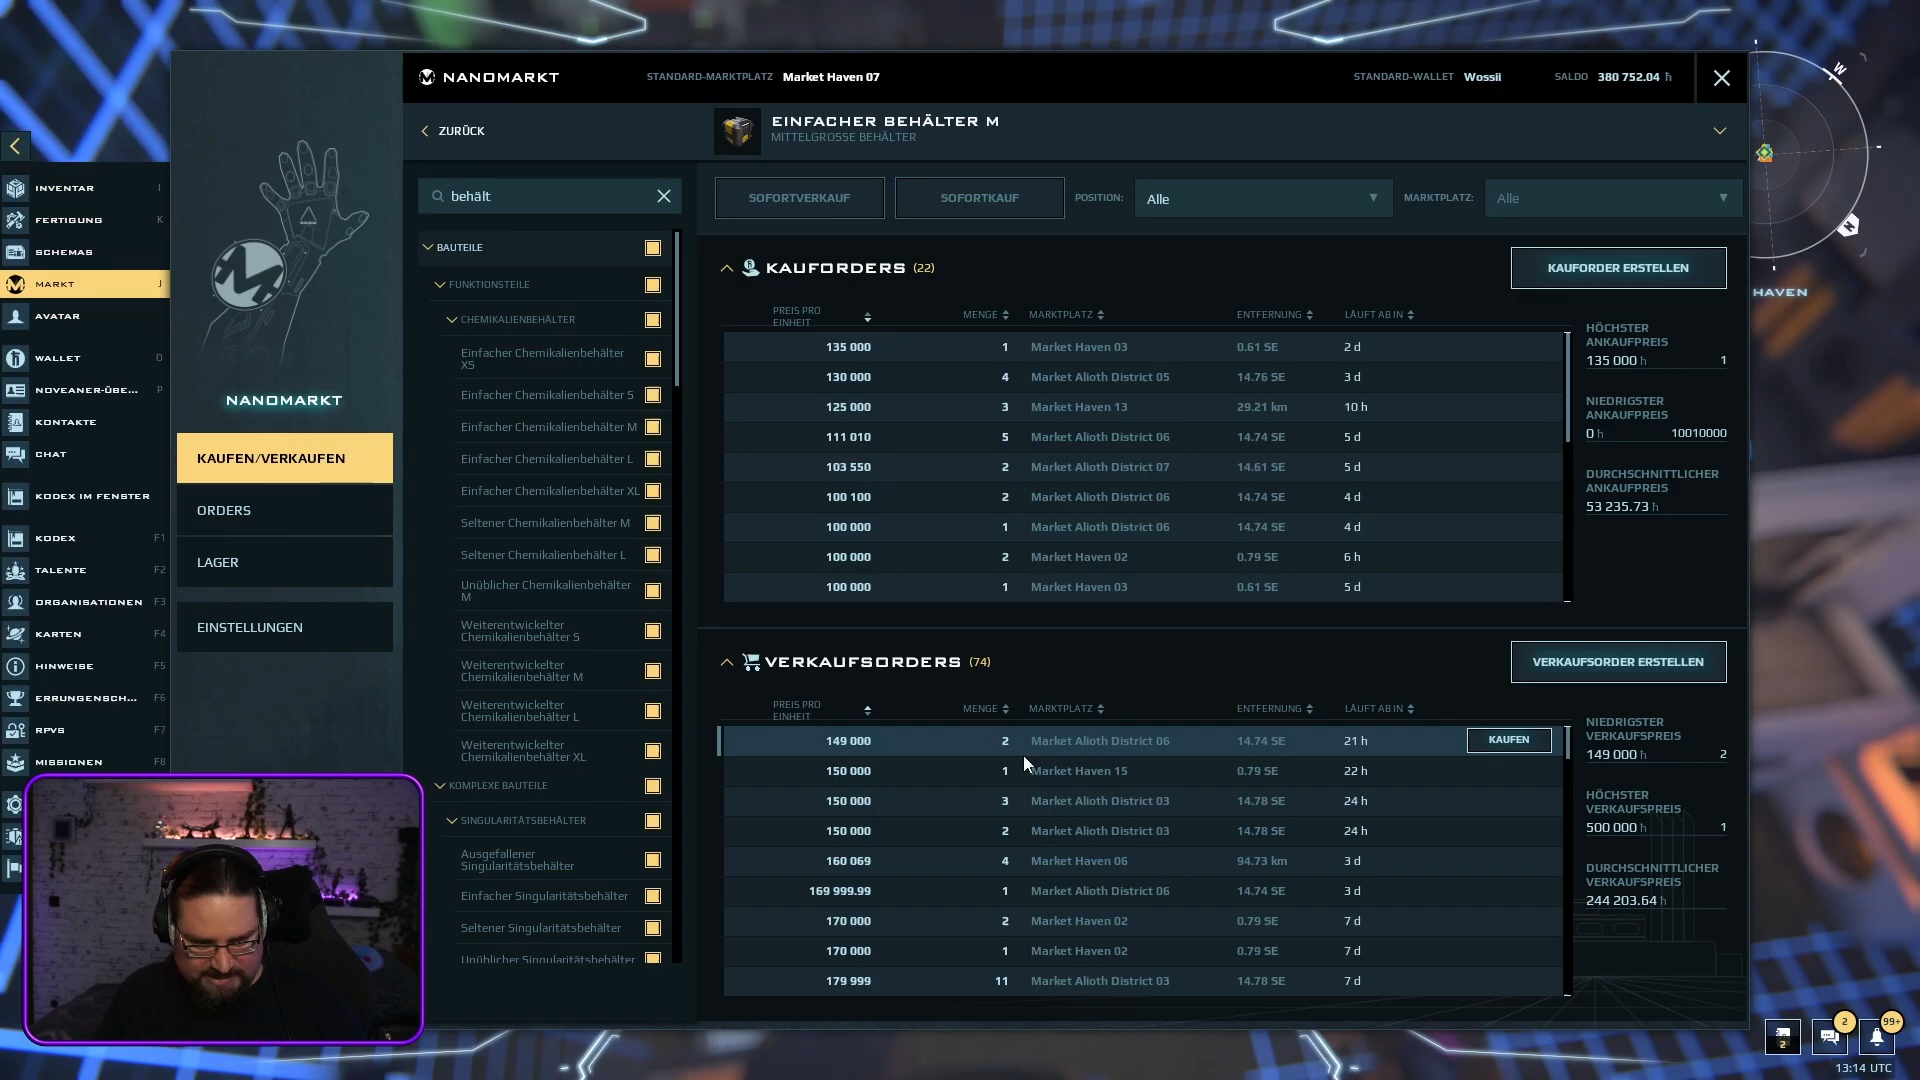 NANOMARKT
STANDARD-MARKTPLATZ Market Haven 07
STANDARD-WALLET Wossii
SALDO 380 752.04 ħ
ZURÜCK
EINFACHER BEHÄLTER M
MITTELGROSSE BEHÄLTER
INVENTAR I
FERTIGUNG K
SCHEMAS
MARKT J
AVATAR
WALLET O
NOVEANER-ÜBE... P
KONTAKTE
CHAT
KODEX IM FENSTER
KODEX F1
TALENTE F2
ORGANISATIONEN F3
KARTEN F4
HINWEISE F5
ERRUNGENSCH... F6
RPVS F7
MISSIONEN F8
NANOMARKT
KAUFEN/VERKAUFEN
ORDERS
LAGER
EINSTELLUNGEN
behält
BAUTEILE
FUNKTIONSTEILE
CHEMIKALIENBEHÄLTER
Einfacher Chemikalienbehälter
XS
Einfacher Chemikalienbehälter S
Einfacher Chemikalienbehälter M
Einfacher Chemikalienbehälter L
Einfacher Chemikalienbehälter XL
Seltener Chemikalienbehälter M
Seltener Chemikalienbehälter L
Unüblicher Chemikalienbehälter
M
Weiterentwickelter
Chemikalienbehälter S
Weiterentwickelter
Chemikalienbehälter M
Weiterentwickelter
Chemikalienbehälter L
Weiterentwickelter
Chemikalienbehälter XL
KOMPLEXE BAUTEILE
SINGULARITÄTSBEHÄLTER
Ausgefallener
Singularitätsbehälter
Einfacher Singularitätsbehälter
Seltener Singularitätsbehälter
Unüblicher Singularitätsbehälter
SOFORTVERKAUF
SOFORTKAUF
POSITION: Alle
MARKTPLATZ: Alle
KAUFORDERS (22)
KAUFORDER ERSTELLEN
PREIS PRO
EINHEIT
MENGE MARKTPLATZ ENTFERNUNG LÄUFT AB IN
135 000 1 Market Haven 03 0.61 SE 2 d
130 000 4 Market Alioth District 05 14.76 SE 3 d
125 000 3 Market Haven 13 29.21 km 10 h
111 010 5 Market Alioth District 06 14.74 SE 5 d
103 550 2 Market Alioth District 07 14.61 SE 5 d
100 100 2 Market Alioth District 06 14.74 SE 4 d
100 000 1 Market Alioth District 06 14.74 SE 4 d
100 000 2 Market Haven 02 0.79 SE 6 h
100 000 1 Market Haven 03 0.61 SE 5 d
HÖCHSTER
ANKAUFPREIS
135 000 ħ 1
NIEDRIGSTER
ANKAUFPREIS
0 ħ 10010000
DURCHSCHNITTLICHER
ANKAUFPREIS
53 235.73 ħ
VERKAUFSORDERS (74)
VERKAUFSORDER ERSTELLEN
PREIS PRO
EINHEIT
MENGE MARKTPLATZ ENTFERNUNG LÄUFT AB IN
149 000 2 Market Alioth District 06 14.74 SE 21 h KAUFEN
150 000 1 Market Haven 15 0.79 SE 22 h
150 000 3 Market Alioth District 03 14.78 SE 24 h
150 000 2 Market Alioth District 03 14.78 SE 24 h
160 069 4 Market Haven 06 94.73 km 3 d
169 999.99 1 Market Alioth District 06 14.74 SE 3 d
170 000 2 Market Haven 02 0.79 SE 7 d
170 000 1 Market Haven 02 0.79 SE 7 d
179 999 11 Market Alioth District 03 14.78 SE 7 d
NIEDRIGSTER
VERKAUFSPREIS
149 000 ħ 2
HÖCHSTER
VERKAUFSPREIS
500 000 ħ 1
DURCHSCHNITTLICHER
VERKAUFSPREIS
244 203.64 ħ
W
N
HAVEN
2
2
99+
13:14 UTC